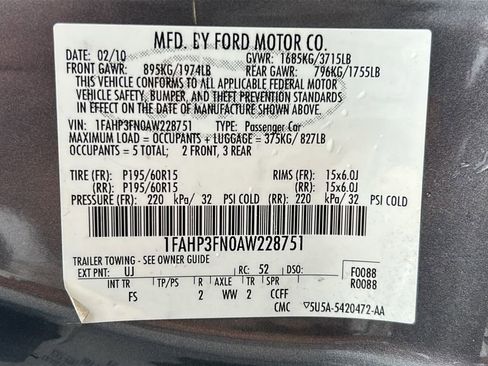 MFD. BY FORD MOTOR CO.
DATE: 02/10 GVWR: 1685KG/3715LB
FRONT GAWR: 895KG/1974LB REAR GAWR: 796KG/1755LB
THIS VEHICLE CONFORMS TO ALL APPLICABLE FEDERAL MOTOR
VEHICLE SAFETY, BUMPER, AND THEFT PREVENTION STANDARDS
IN EFFECT ON THE DATE OF MANUFACTURE SHOWN ABOVE.
VIN: 1FAHP3FN0AW228751 TYPE: Passenger Car
MAXIMUM LOAD = OCCUPANTS + LUGGAGE = 375KG/ 827LB
OCCUPANTS = 5 TOTAL; 2 FRONT, 3 REAR
TIRE (FR): P195/60R15 RIMS (FR): 15x6.0J
(RR): P195/60R15 (RR): 15x6.0J
PRESSURE (FR): 220 kPa/ 32 PSI COLD (RR): 220 kPa/ 32 PSI COLD
1FAHP3FN0AW228751
TRAILER TOWING - SEE OWNER GUIDE
EXT PNT: UJ RC: 52 DSO: F0088
INT TR TP/PS R AXLE TR SPR R0088
FS 2 WW 2 CCFF
CMC 5U5A-5420472-AA